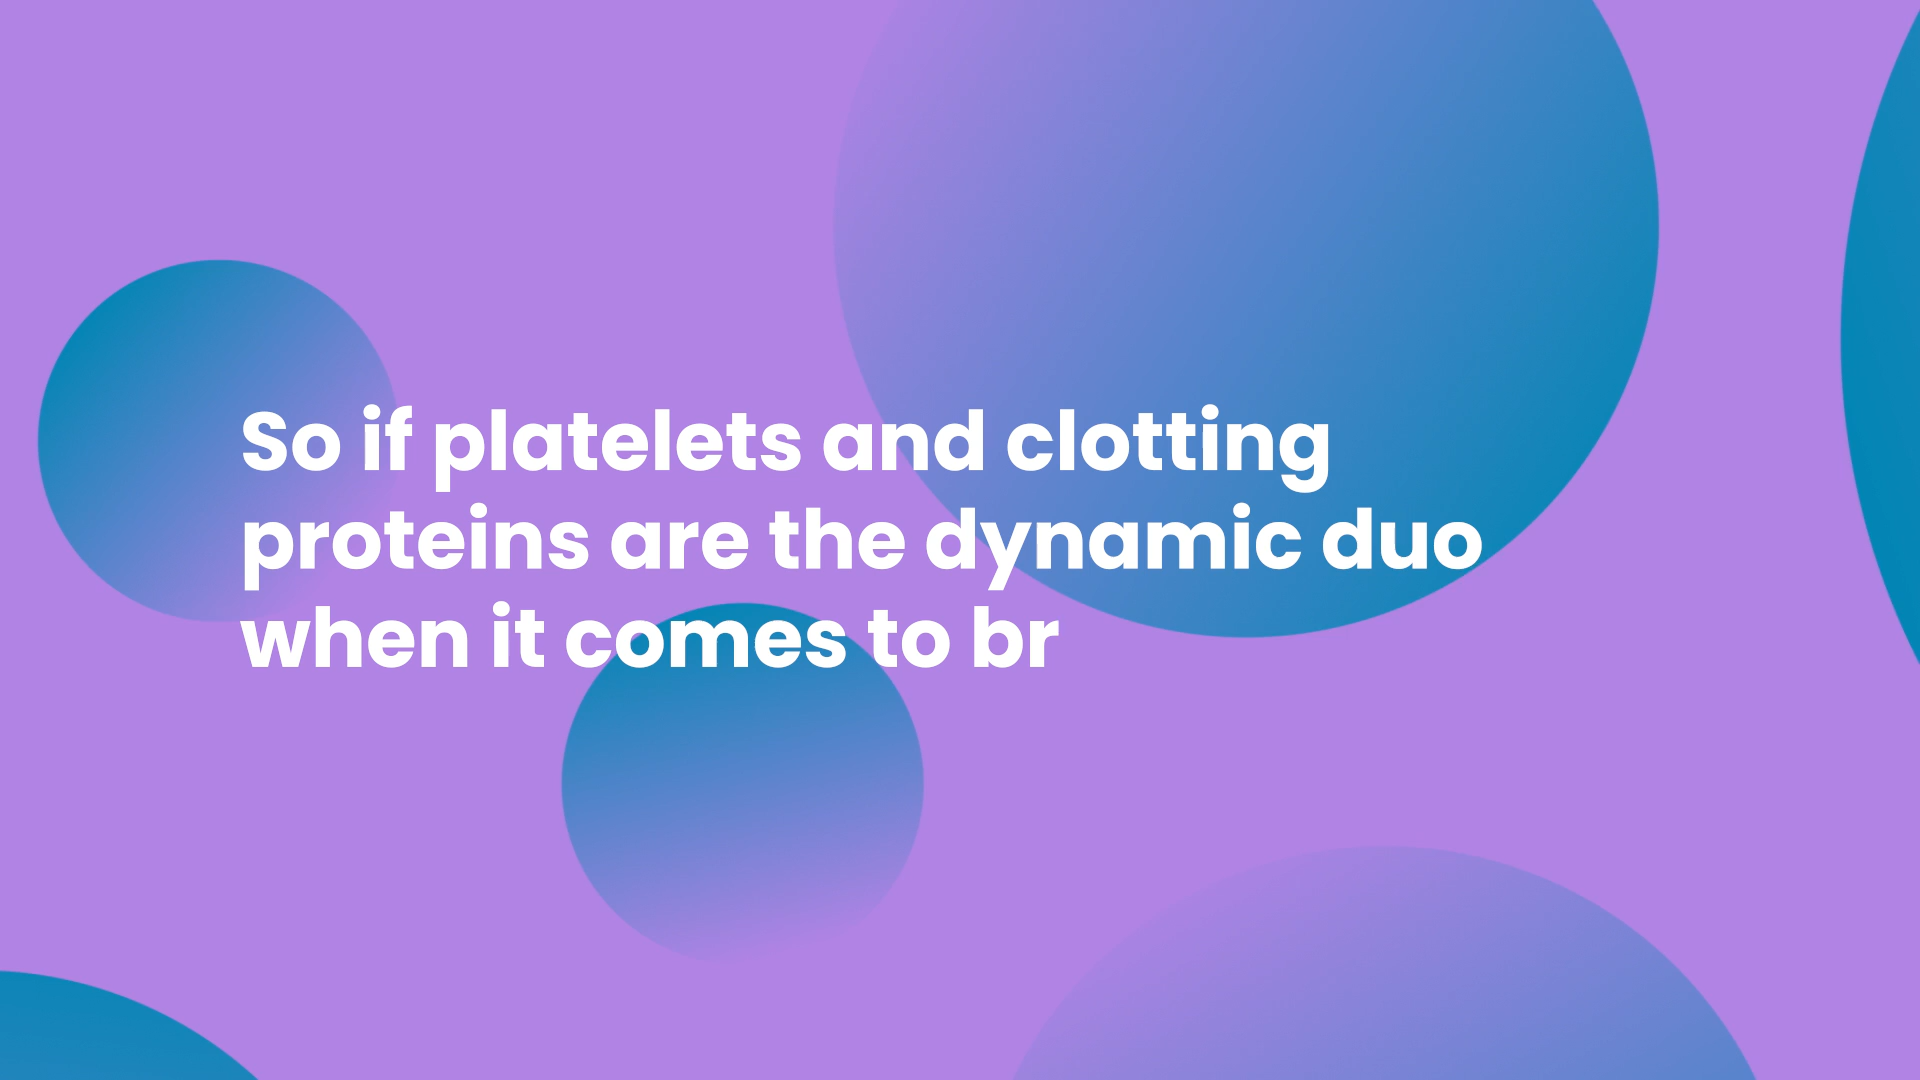 So if platelets and clotting
proteins are the dynamic duo
when it comes to br